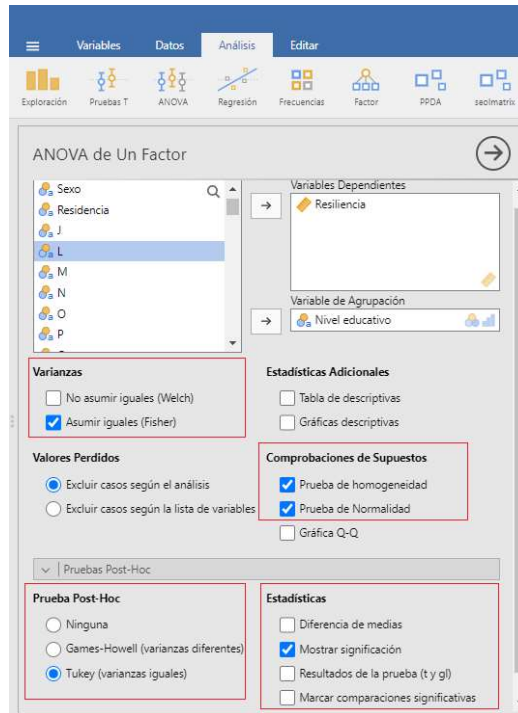 Variables Datos Análisis Editar
Exploración Pruebas T ANOVA Regresión Frecuencias Factor PPDA seolmatrix
ANOVA de Un Factor
Sexo
Residencia
J
L
M
N
O
P
Variables Dependientes
Resiliencia
Variable de Agrupación
Nivel educativo
Varianzas
No asumir iguales (Welch)
Asumir iguales (Fisher)
Estadísticas Adicionales
Tabla de descriptivas
Gráficas descriptivas
Valores Perdidos
Excluir casos según el análisis
Excluir casos según la lista de variables
Comprobaciones de Supuestos
Prueba de homogeneidad
Prueba de Normalidad
Gráfica Q-Q
Pruebas Post-Hoc
Prueba Post-Hoc
Ninguna
Games-Howell (varianzas diferentes)
Tukey (varianzas iguales)
Estadísticas
Diferencia de medias
Mostrar significación
Resultados de la prueba (t y gl)
Marcar comparaciones significativas